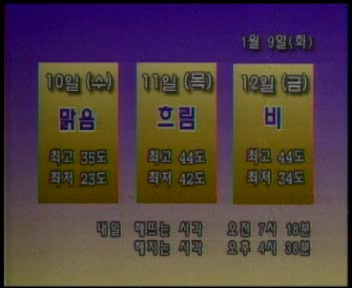 1월 9일(화)
10일 (수) 11일 (목) 12일 (금)
맑음 흐림 비
최고 35도 최고 44도 최고 44도
최저 23도 최저 42도 최저 34도
내일 해뜨는 시각 오전 7시 18분
해지는 시각 오후 4시 36분